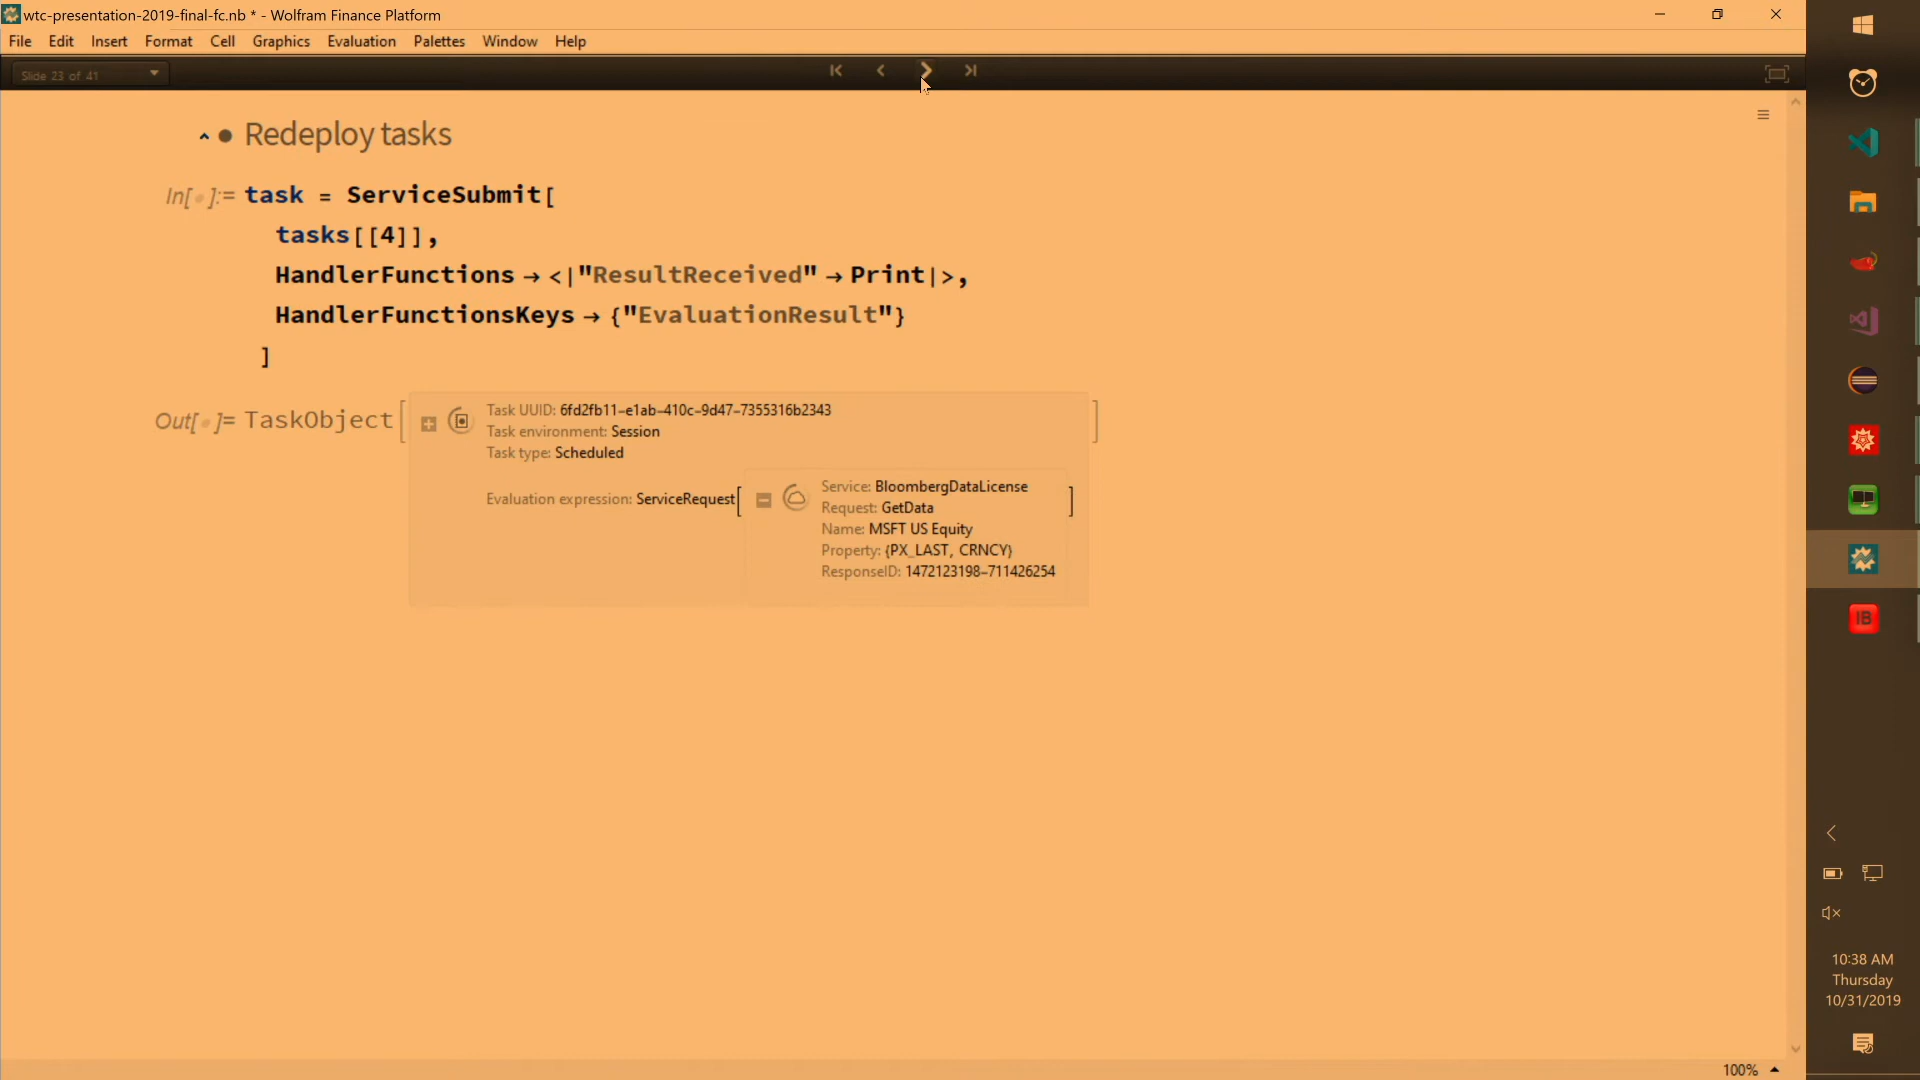 wtc-presentation-2019-final-fc.nb * - Wolfram Finance Platform
File Edit Insert Format Cell Graphics Evaluation Palettes Window Help
Slide 23 of 41
Redeploy tasks
In[ ]:= task = ServiceSubmit[
tasks[[4]],
HandlerFunctions → <|"ResultReceived" → Print|>,
HandlerFunctionsKeys → {"EvaluationResult"}
]
Out[ ]= TaskObject[
Task UUID: 6fd2fb11-e1ab-410c-9d47-7355316b2343
Task environment: Session
Task type: Scheduled
Evaluation expression: ServiceRequest[
Service: BloombergDataLicense
Request: GetData
Name: MSFT US Equity
Property: {PX_LAST, CRNCY}
ResponseID: 1472123198-711426254
]
]
IB
10:38 AM
Thursday
10/31/2019
100%